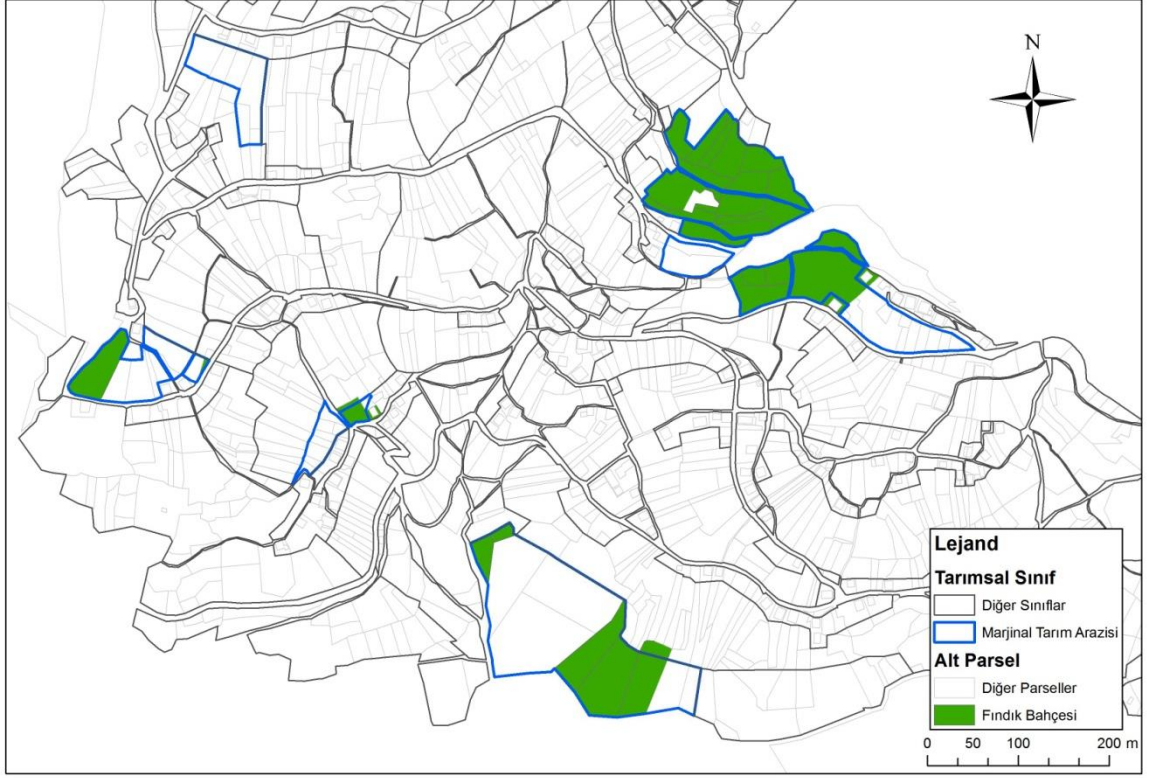 N
Lejand
Tarımsal Sınıf
Diğer Sınıflar
Marjinal Tarım Arazisi
Alt Parsel
Diğer Parseller
Fındık Bahçesi
0 50 100 200 m